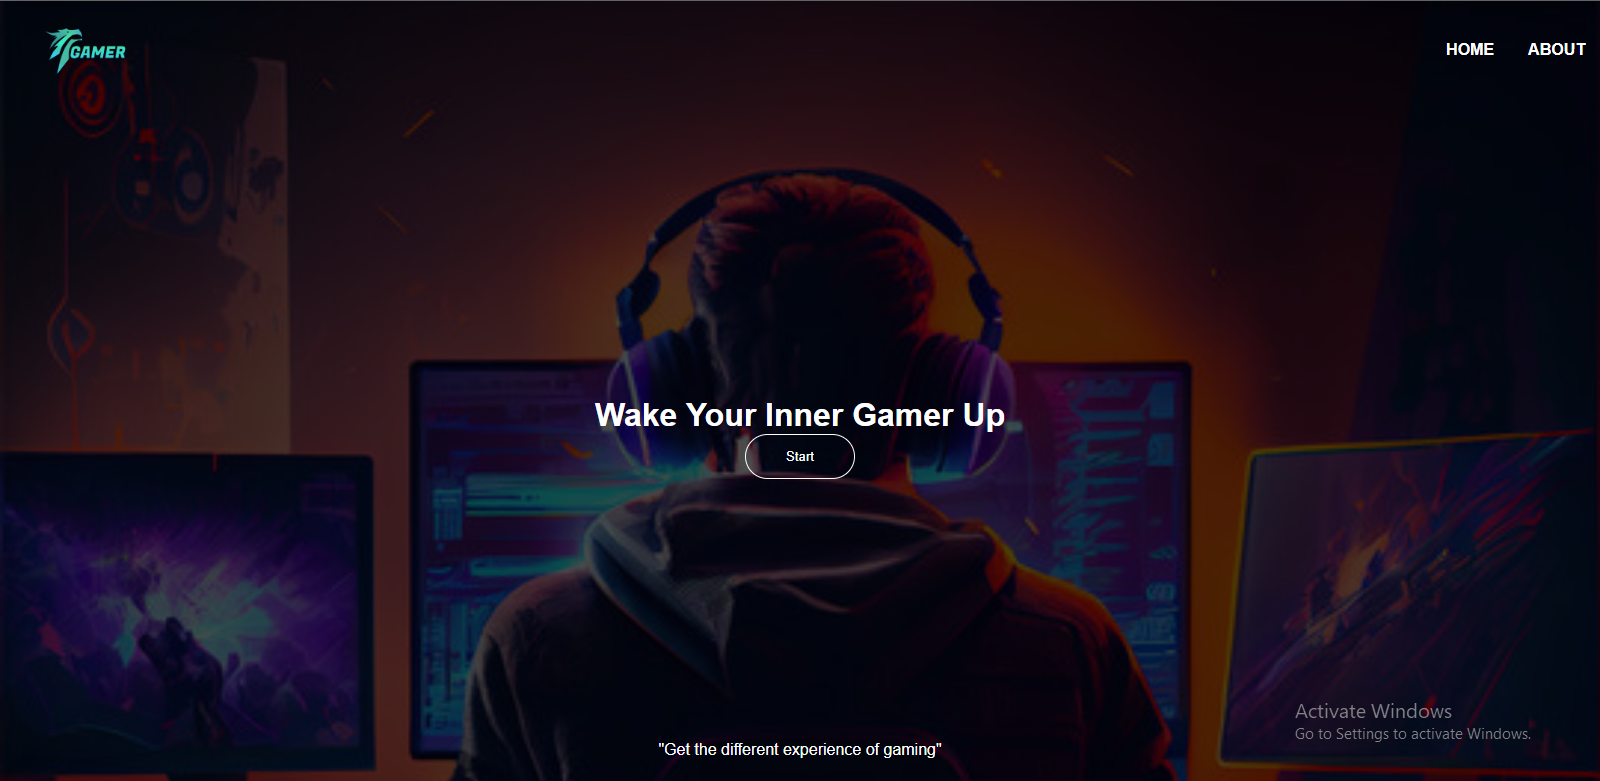 GAMER
HOME
ABOUT
Wake Your Inner Gamer Up
Start
Activate Windows
Go to Settings to activate Windows.
"Get the different experience of gaming"